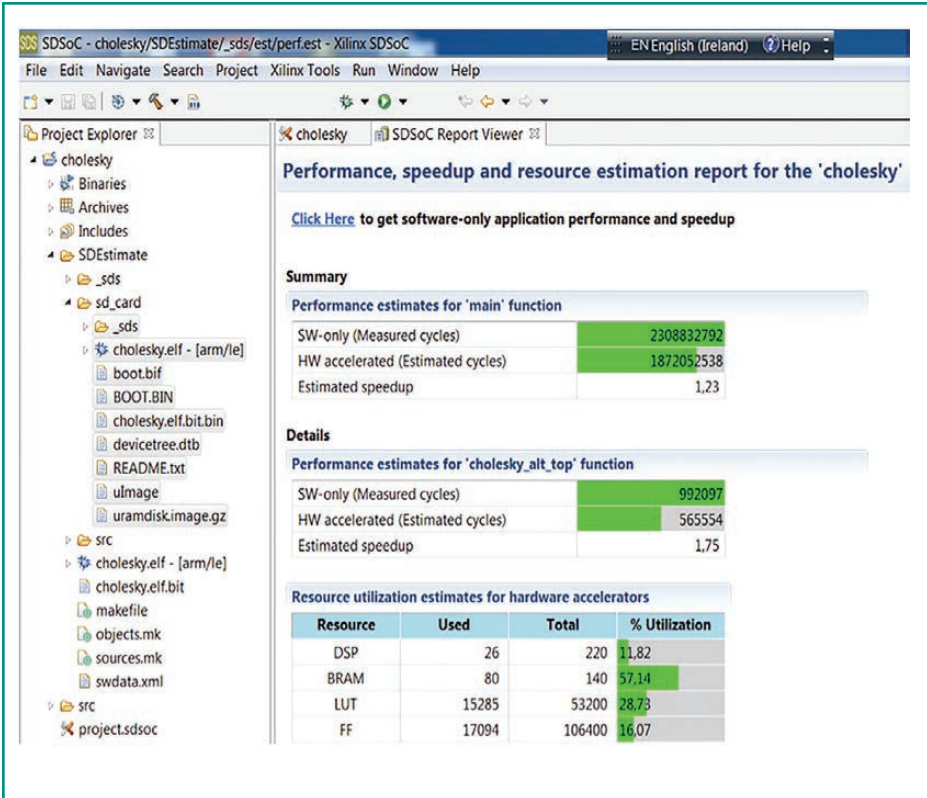 SDS SDSoC - cholesky/SDEstimate/_sds/est/perf.est - Xilinx SDSoC
EN English (Ireland) ? Help
File Edit Navigate Search Project Xilinx Tools Run Window Help
Project Explorer
cholesky
Binaries
Archives
Includes
SDEstimate
_sds
sd_card
_sds
cholesky.elf - [arm/le]
boot.bif
BOOT.BIN
cholesky.elf.bit.bin
devicetree.dtb
README.txt
uImage
uramdisk.image.gz
src
cholesky.elf - [arm/le]
cholesky.elf.bit
makefile
objects.mk
sources.mk
swdata.xml
src
project.sdsoc
cholesky SDSoC Report Viewer
Performance, speedup and resource estimation report for the 'cholesky'
Click Here to get software-only application performance and speedup
Summary
Performance estimates for 'main' function
SW-only (Measured cycles) 2308832792
HW accelerated (Estimated cycles) 1872052538
Estimated speedup 1,23
Details
Performance estimates for 'cholesky_alt_top' function
SW-only (Measured cycles) 992097
HW accelerated (Estimated cycles) 565554
Estimated speedup 1,75
Resource utilization estimates for hardware accelerators
Resource Used Total % Utilization
DSP 26 220 11,82
BRAM 80 140 57,14
LUT 15285 53200 28,73
FF 17094 106400 16,07